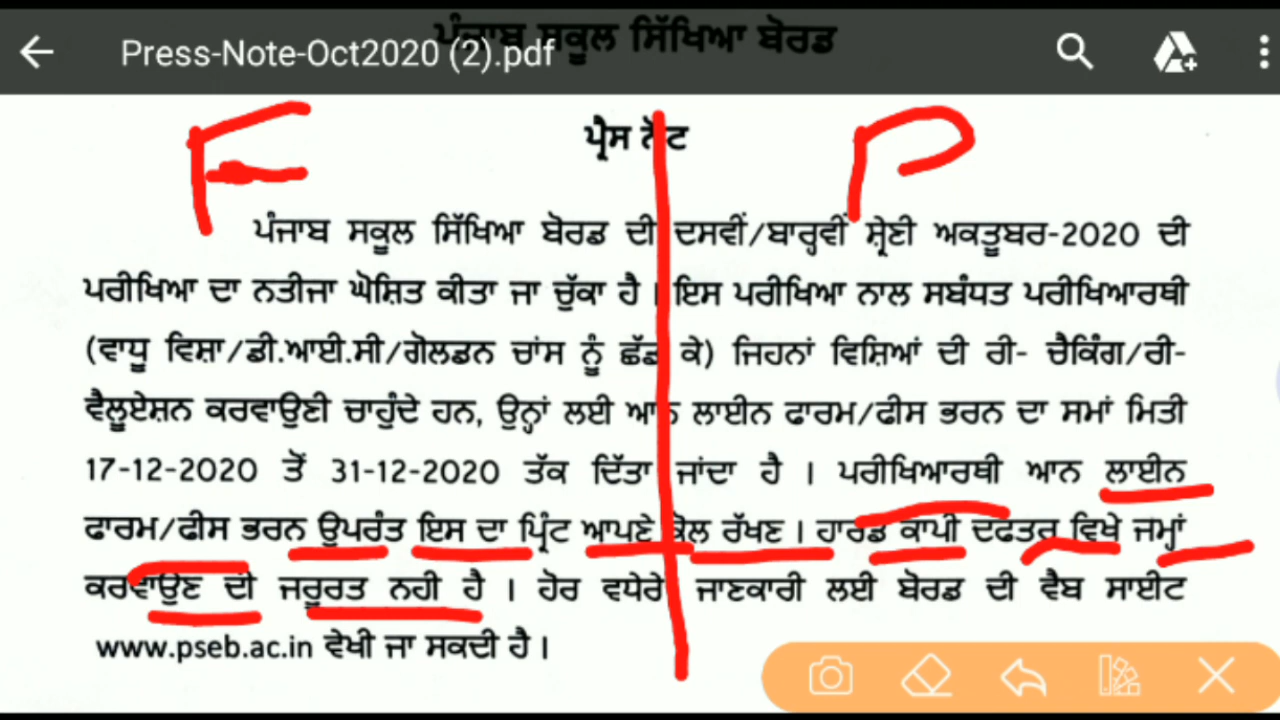 ਪੰਜਾਬ ਸਕੂਲ ਸਿੱਖਿਆ ਬੋਰਡ
Press-Note-Oct2020 (2).pdf
F P
ਪ੍ਰੈਸ ਨੋਟ
ਪੰਜਾਬ ਸਕੂਲ ਸਿੱਖਿਆ ਬੋਰਡ ਦੀ ਦਸਵੀਂ/ਬਾਰ੍ਹਵੀਂ ਸ਼੍ਰੇਣੀ ਅਕਤੂਬਰ-2020 ਦੀ
ਪਰੀਖਿਆ ਦਾ ਨਤੀਜਾ ਘੋਸ਼ਿਤ ਕੀਤਾ ਜਾ ਚੁੱਕਾ ਹੈ । ਇਸ ਪਰੀਖਿਆ ਨਾਲ ਸਬੰਧਤ ਪਰੀਖਿਆਰਥੀ
(ਵਾਧੂ ਵਿਸ਼ਾ/ਡੀ.ਆਈ.ਸੀ/ਗੋਲਡਨ ਚਾਂਸ ਨੂੰ ਛੱਡ ਕੇ) ਜਿਹਨਾਂ ਵਿਸ਼ਿਆਂ ਦੀ ਰੀ- ਚੈਕਿੰਗ/ਰੀ-
ਵੈਲੂਏਸ਼ਨ ਕਰਵਾਉਣੀ ਚਾਹੁੰਦੇ ਹਨ, ਉਨ੍ਹਾਂ ਲਈ ਆਨ ਲਾਈਨ ਫਾਰਮ/ਫੀਸ ਭਰਨ ਦਾ ਸਮਾਂ ਮਿਤੀ
17-12-2020 ਤੋਂ 31-12-2020 ਤੱਕ ਦਿੱਤਾ ਜਾਂਦਾ ਹੈ । ਪਰੀਖਿਆਰਥੀ ਆਨ ਲਾਈਨ
ਫਾਰਮ/ਫੀਸ ਭਰਨ ਉਪਰੰਤ ਇਸ ਦਾ ਪ੍ਰਿੰਟ ਆਪਣੇ ਕੋਲ ਰੱਖਣ । ਹਾਰਡ ਕਾਪੀ ਦਫਤਰ ਵਿਖੇ ਜਮ੍ਹਾਂ
ਕਰਵਾਉਣ ਦੀ ਜਰੂਰਤ ਨਹੀ ਹੈ । ਹੋਰ ਵਧੇਰੇ ਜਾਣਕਾਰੀ ਲਈ ਬੋਰਡ ਦੀ ਵੈਬ ਸਾਈਟ
www.pseb.ac.in ਵੇਖੀ ਜਾ ਸਕਦੀ ਹੈ ।